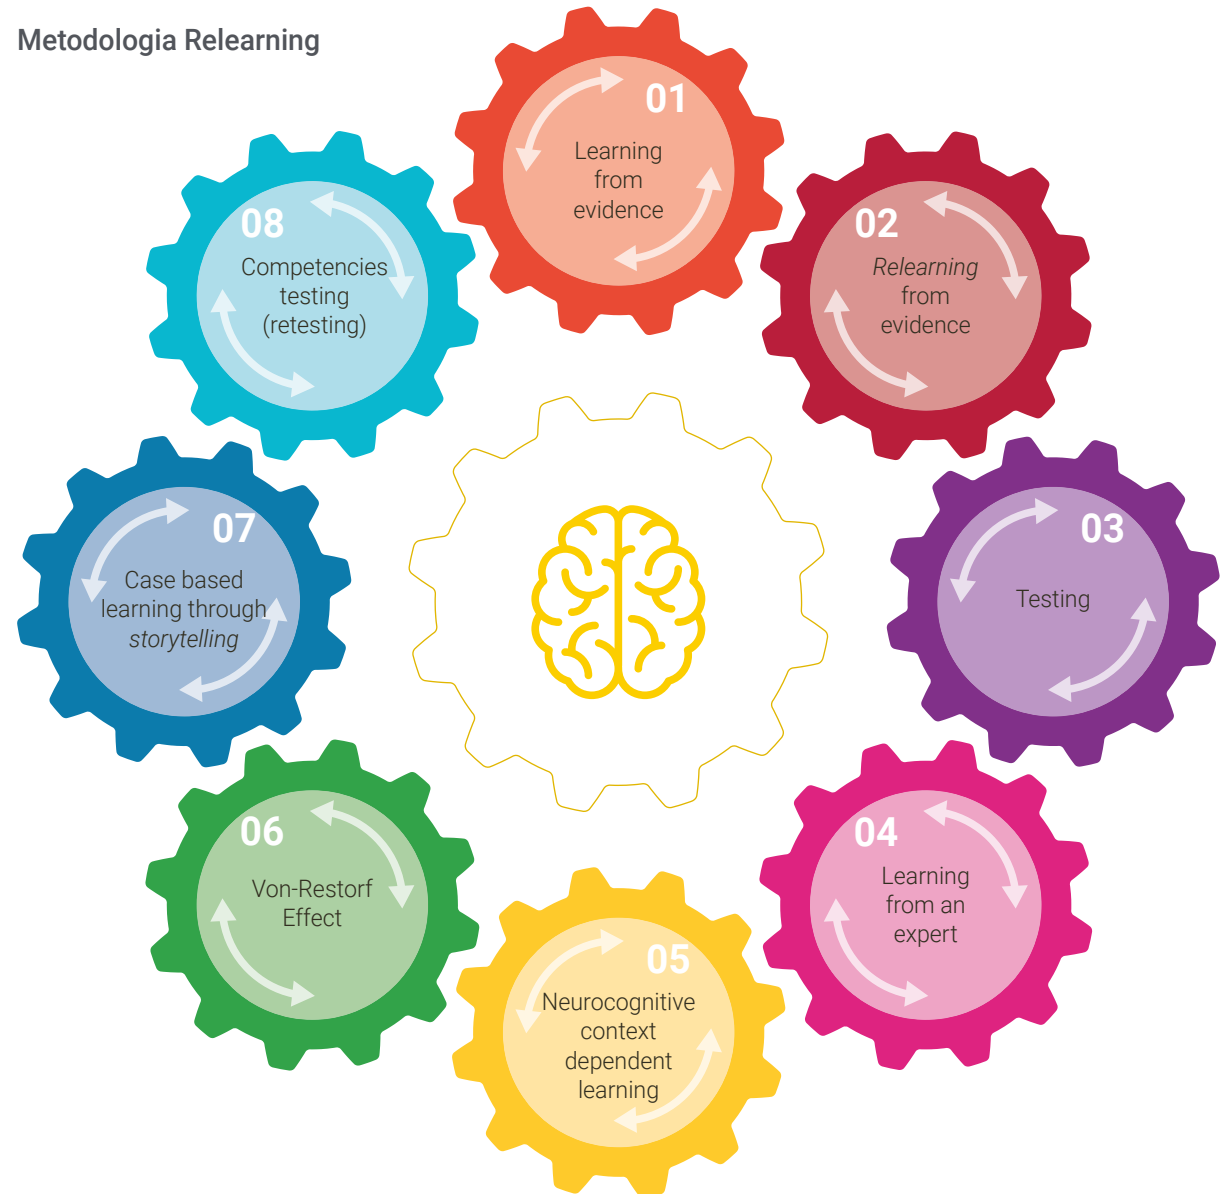 Metodologia Relearning
01
Learning
from
evidence
02
Relearning
from
evidence
03
Testing
04
Learning
from an
expert
05
Neurocognitive
context
dependent
learning
06
Von-Restorf
Effect
07
Case based
learning through
storytelling
08
Competencies
testing
(retesting)